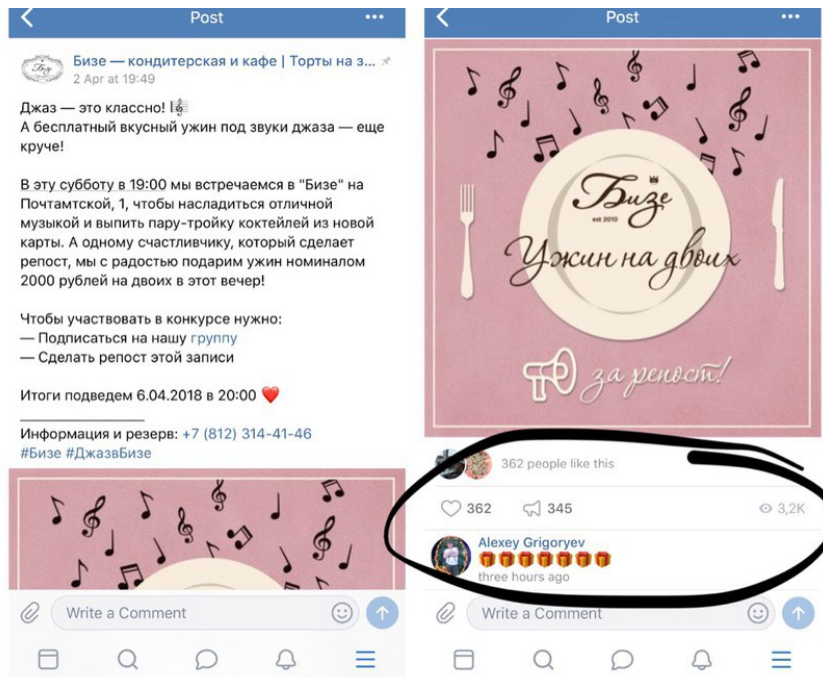 Post
Бизе — кондитерская и кафе | Торты на з...
2 Apr at 19:49
Джаз — это классно!
А бесплатный вкусный ужин под звуки джаза — еще
круче!
В эту субботу в 19:00 мы встречаемся в "Бизе" на
Почтамтской, 1, чтобы насладиться отличной
музыкой и выпить пару-тройку коктейлей из новой
карты. А одному счастливчику, который сделает
репост, мы с радостью подарим ужин номиналом
2000 рублей на двоих в этот вечер!
Чтобы участвовать в конкурсе нужно:
— Подписаться на нашу группу
— Сделать репост этой записи
Итоги подведем 6.04.2018 в 20:00 ❤️
Информация и резерв: +7 (812) 314-41-46
#Бизе #ДжазвБизе
Write a Comment
Post
Бизе
est 2010
Ужин на двоих
за репост!
362 people like this
362 345 3,2K
Alexey Grigoryev
🎁🎁🎁🎁🎁🎁🎁
three hours ago
Write a Comment